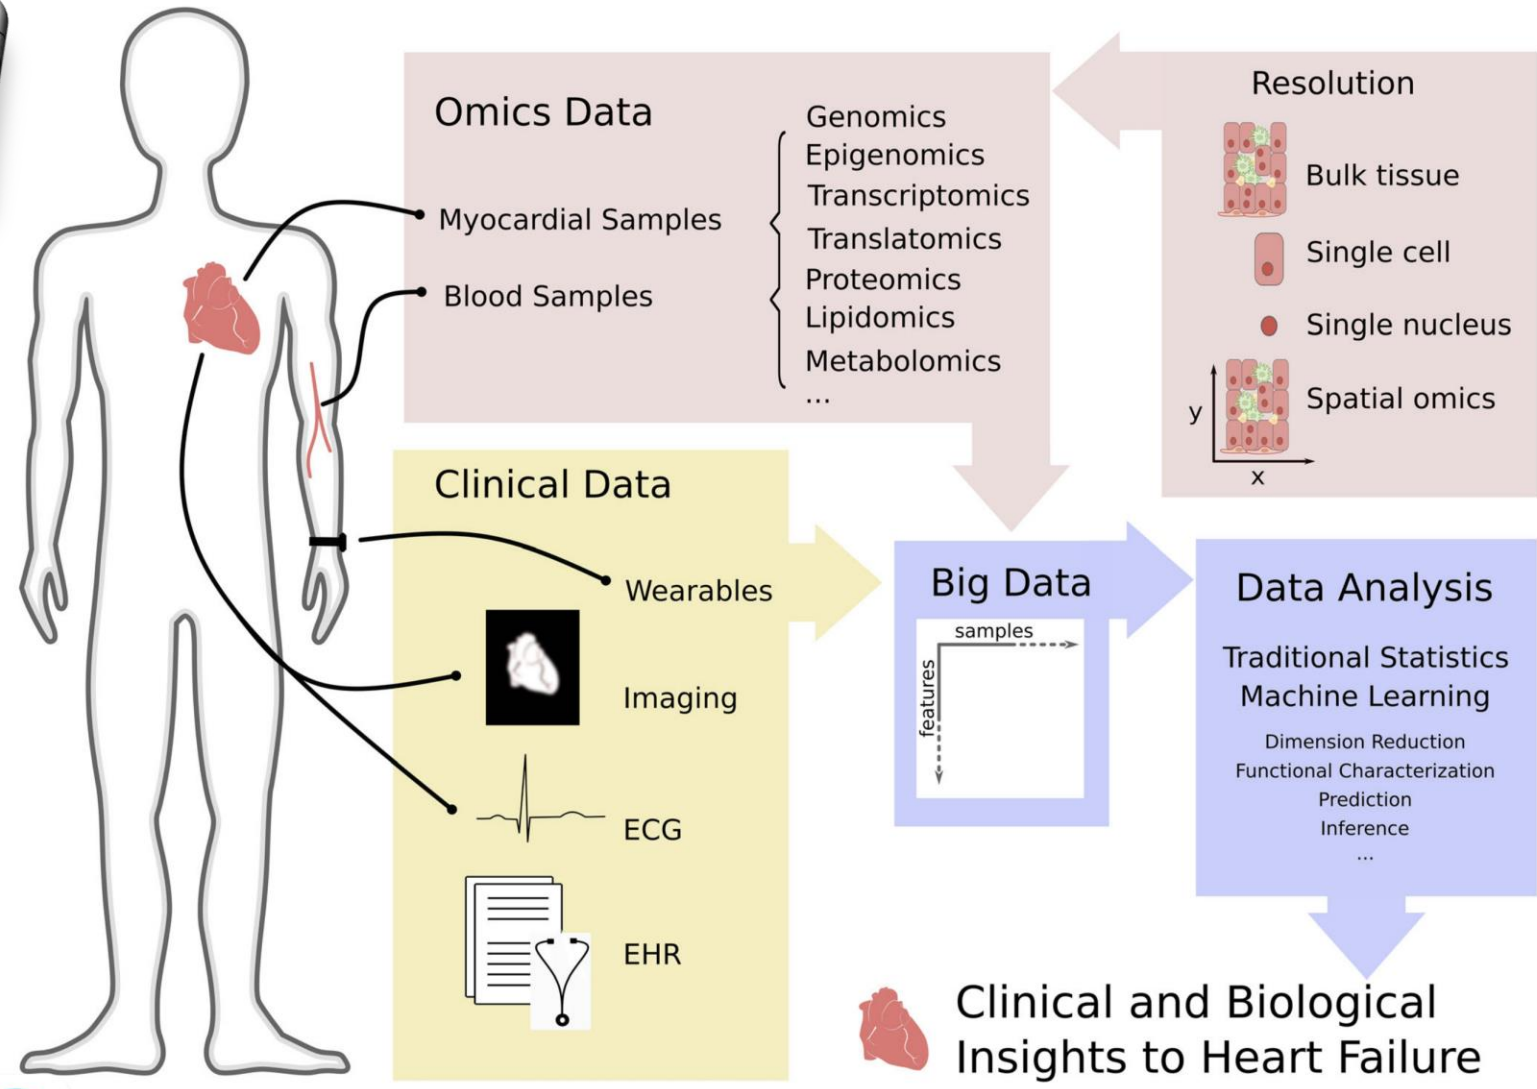 Omics Data
Myocardial Samples
Blood Samples
Genomics
Epigenomics
Transcriptomics
Translatomics
Proteomics
Lipidomics
Metabolomics
...
Resolution
Bulk tissue
Single cell
Single nucleus
Spatial omics
y
x
Clinical Data
Wearables
Imaging
ECG
EHR
Big Data
samples
features
Data Analysis
Traditional Statistics
Machine Learning
Dimension Reduction
Functional Characterization
Prediction
Inference
...
Clinical and Biological
Insights to Heart Failure